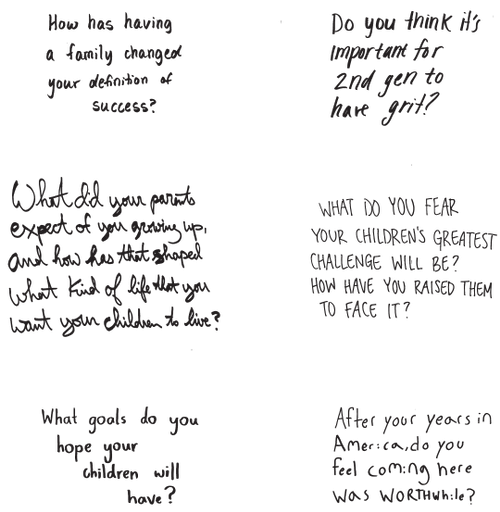 How has having
a family changed
your definition of
success?
Do you think it's
important for
2nd gen to
have grit?
What did your parents
expect of you growing up,
and how has that shaped
what kind of life that you
want your children to live?
WHAT DO YOU FEAR
YOUR CHILDREN'S GREATEST
CHALLENGE WILL BE?
HOW HAVE YOU RAISED THEM
TO FACE IT?
What goals do you
hope your
children will
have?
After your years in
America, do you
feel coming here
was WORTHwhile?